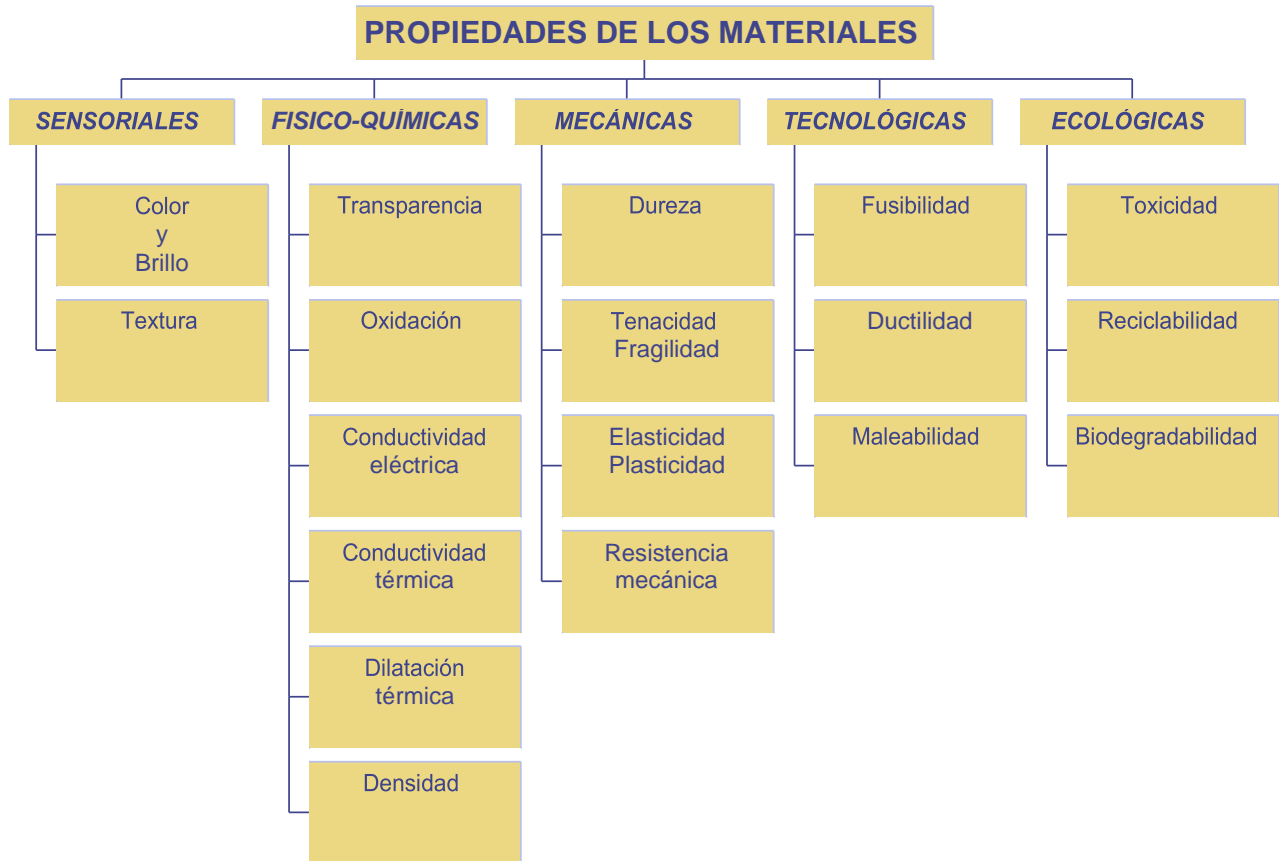 PROPIEDADES DE LOS MATERIALES
SENSORIALES
Color
y
Brillo
Textura
FISICO-QUÍMICAS
Transparencia
Oxidación
Conductividad
eléctrica
Conductividad
térmica
Dilatación
térmica
Densidad
MECÁNICAS
Dureza
Tenacidad
Fragilidad
Elasticidad
Plasticidad
Resistencia
mecánica
TECNOLÓGICAS
Fusibilidad
Ductilidad
Maleabilidad
ECOLÓGICAS
Toxicidad
Reciclabilidad
Biodegradabilidad